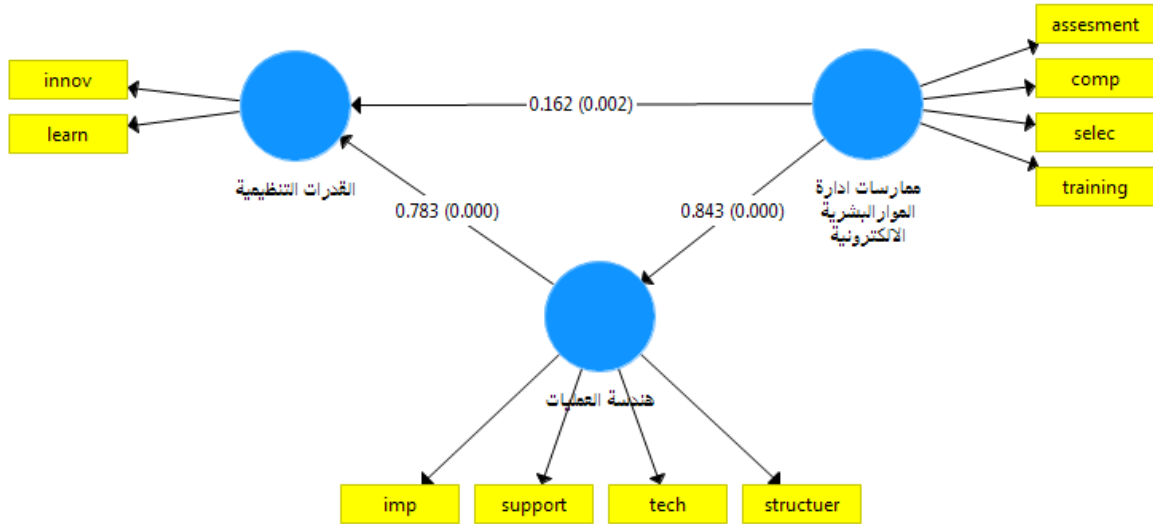 assesment
innov
comp
0.162 (0.002)
learn
selec
training
القدرات التنظيمية
ممارسات ادارة
الموارالبشرية
الالكترونية
0.783 (0.000)
0.843 (0.000)
هندسة العمليات
imp
support
tech
structuer